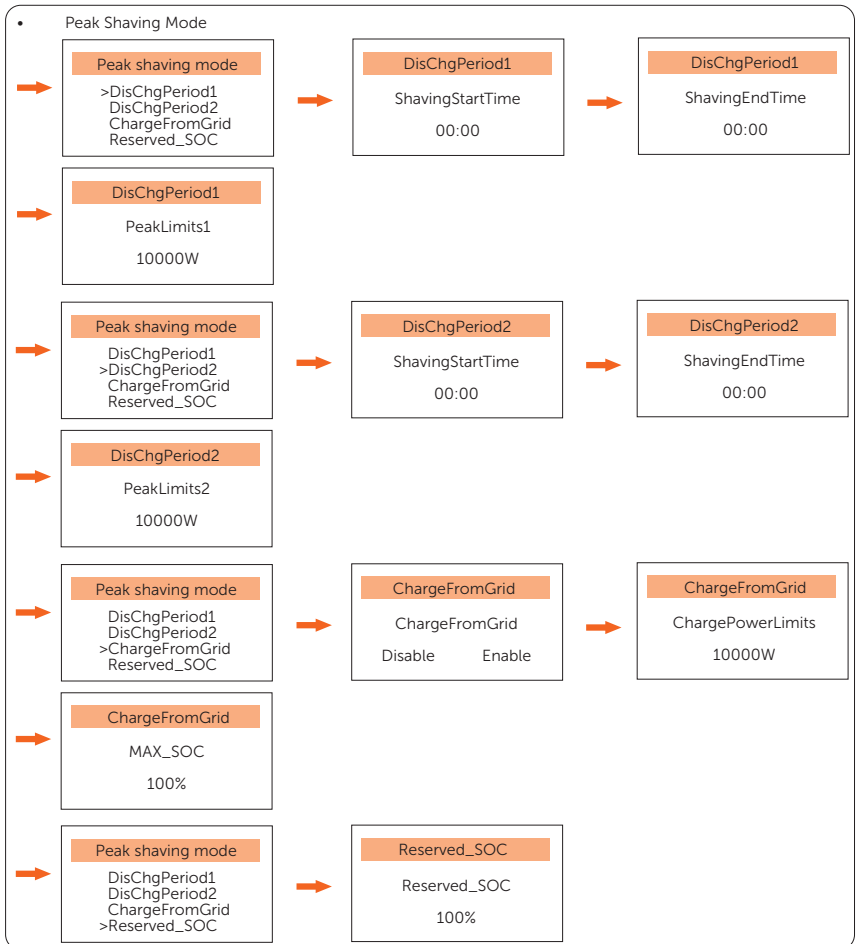 • Peak Shaving Mode
Peak shaving mode
>DisChgPeriod1
DisChgPeriod2
ChargeFromGrid
Reserved_SOC
DisChgPeriod1
ShavingStartTime
00:00
DisChgPeriod1
ShavingEndTime
00:00
DisChgPeriod1
PeakLimits1
10000W
Peak shaving mode
DisChgPeriod1
>DisChgPeriod2
ChargeFromGrid
Reserved_SOC
DisChgPeriod2
ShavingStartTime
00:00
DisChgPeriod2
ShavingEndTime
00:00
DisChgPeriod2
PeakLimits2
10000W
Peak shaving mode
DisChgPeriod1
DisChgPeriod2
>ChargeFromGrid
Reserved_SOC
ChargeFromGrid
ChargeFromGrid
Disable Enable
ChargeFromGrid
ChargePowerLimits
10000W
ChargeFromGrid
MAX_SOC
100%
Peak shaving mode
DisChgPeriod1
DisChgPeriod2
ChargeFromGrid
>Reserved_SOC
Reserved_SOC
Reserved_SOC
100%